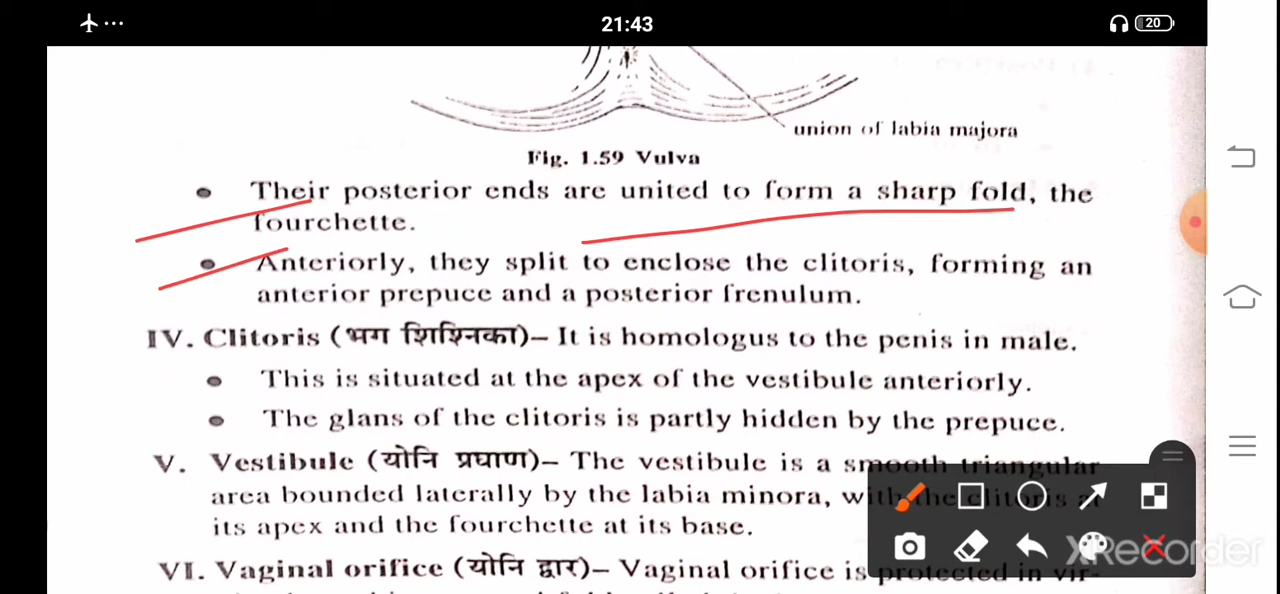 21:43
20
union of labia majora
Fig. 1.59 Vulva
Their posterior ends are united to form a sharp fold, the
fourchette.
Anteriorly, they split to enclose the clitoris, forming an
anterior prepuce and a posterior frenulum.
IV. Clitoris (भग शिश्निका)– It is homologus to the penis in male.
This is situated at the apex of the vestibule anteriorly.
The glans of the clitoris is partly hidden by the prepuce.
V. Vestibule (योनि प्रघाण)– The vestibule is a smooth triangular
area bounded laterally by the labia minora, with the clitoris at
its apex and the fourchette at its base.
XRecorder
VI. Vaginal orifice (योनि द्वार)– Vaginal orifice is protected in vir-